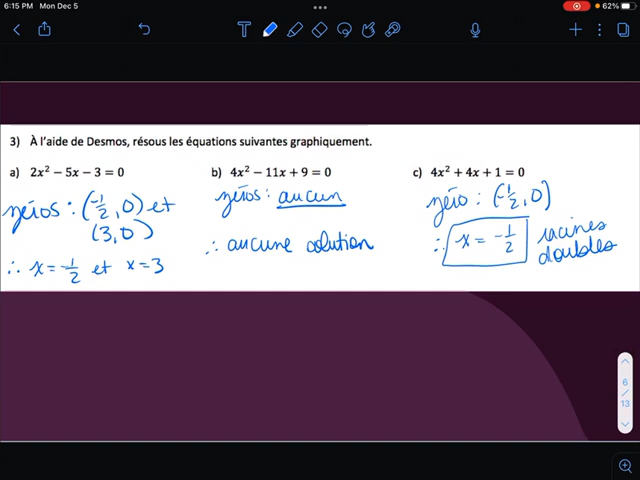 6:15 PM Mon Dec 5
62%
3) À l'aide de Desmos, résous les équations suivantes graphiquement.
a) 2x² − 5x − 3 = 0
zéros : (-1/2, 0) et
(3, 0)
∴ x = -1/2 et x = 3
b) 4x² − 11x + 9 = 0
zéros : aucun
∴ aucune solution
c) 4x² + 4x + 1 = 0
zéro : (-1/2, 0)
∴ x = -1/2 racines
doubles
6
/
13